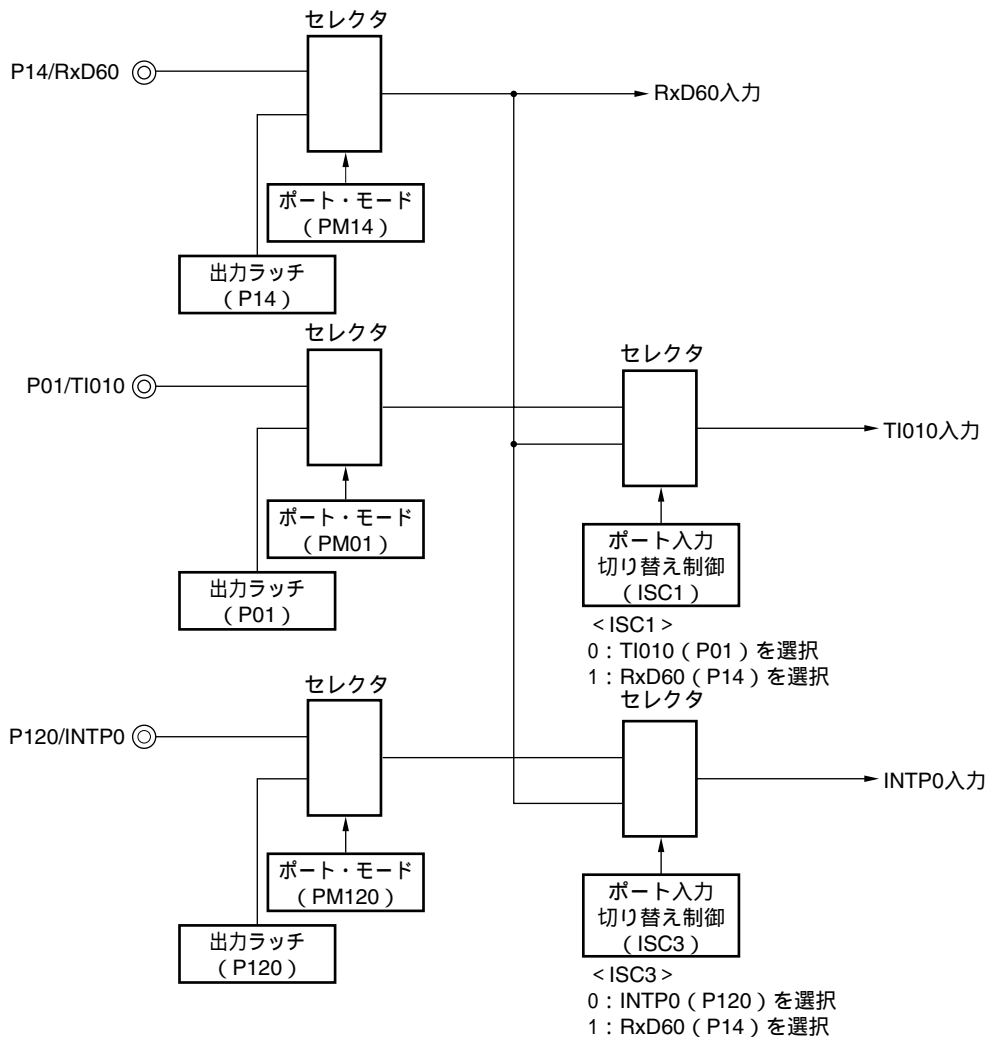 セレクタ
P14/RxD60
RxD60入力
ポート・モード
（PM14）
出力ラッチ
（P14）
セレクタ
セレクタ
P01/TI010
TI010入力
ポート・モード
（PM01）
ポート入力
切り替え制御
（ISC1）
出力ラッチ
（P01）
＜ISC1＞
0：TI010（P01）を選択
1：RxD60（P14）を選択
セレクタ
セレクタ
P120/INTP0
INTP0入力
ポート・モード
（PM120）
ポート入力
切り替え制御
（ISC3）
出力ラッチ
（P120）
＜ISC3＞
0：INTP0（P120）を選択
1：RxD60（P14）を選択